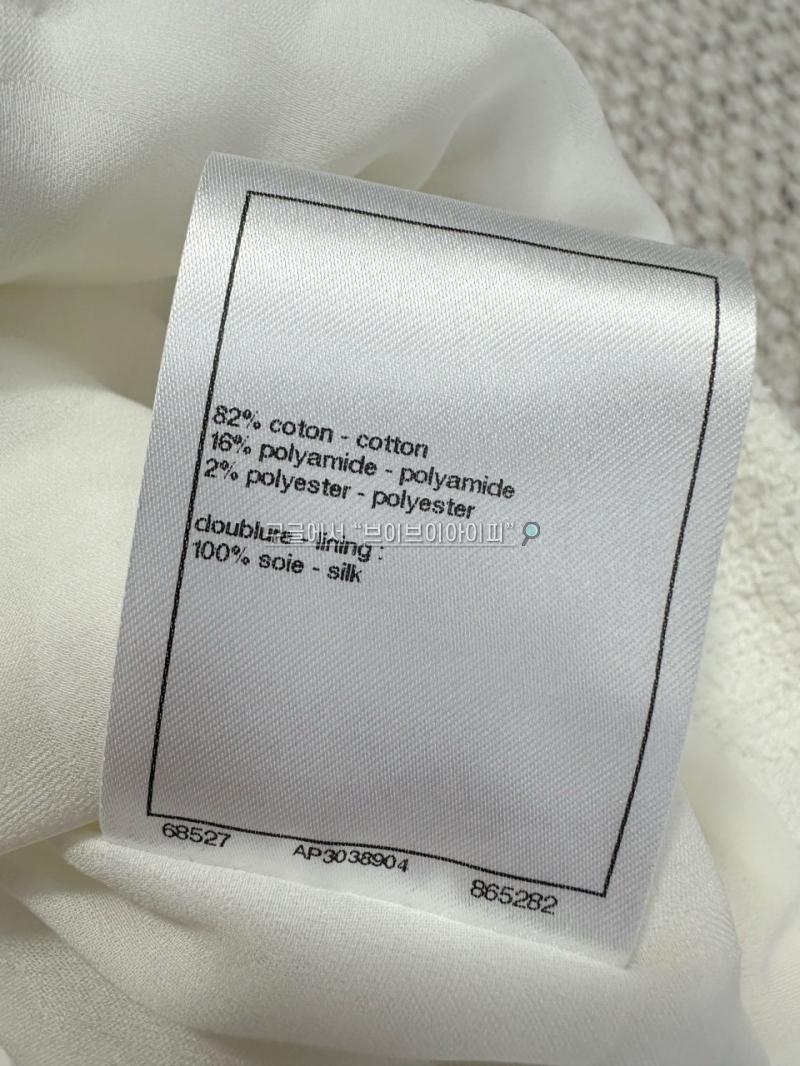 82% coton - cotton
16% polyamide - polyamide
2% polyester - polyester
doublure - lining :
구글에서 “브이브이아이피”
100% soie - silk
68527 AP3038904 865282